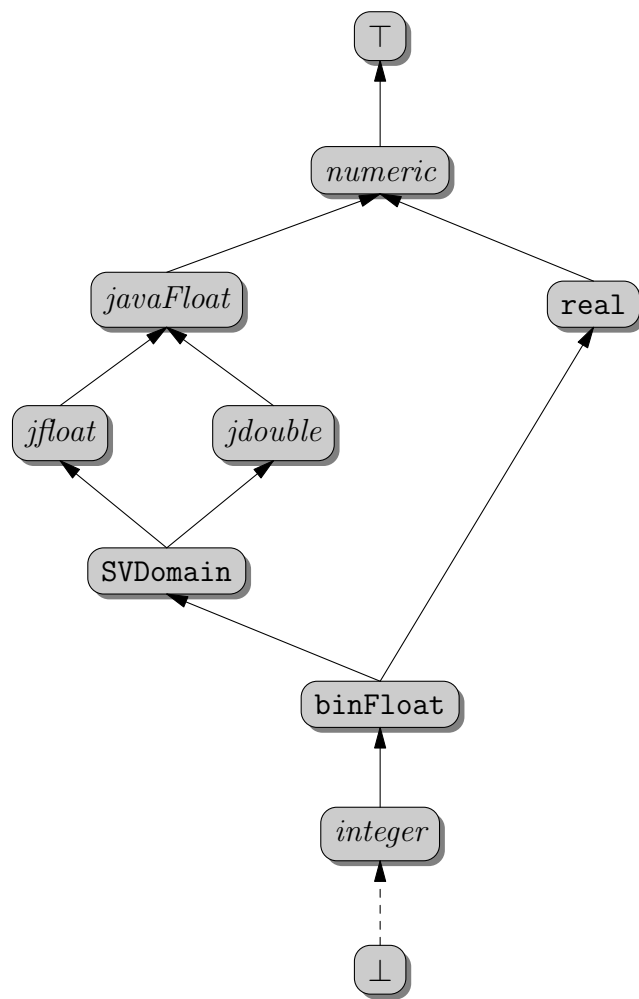 ⊤
numeric
javaFloat
real
jfloat
jdouble
SVDomain
binFloat
integer
⊥